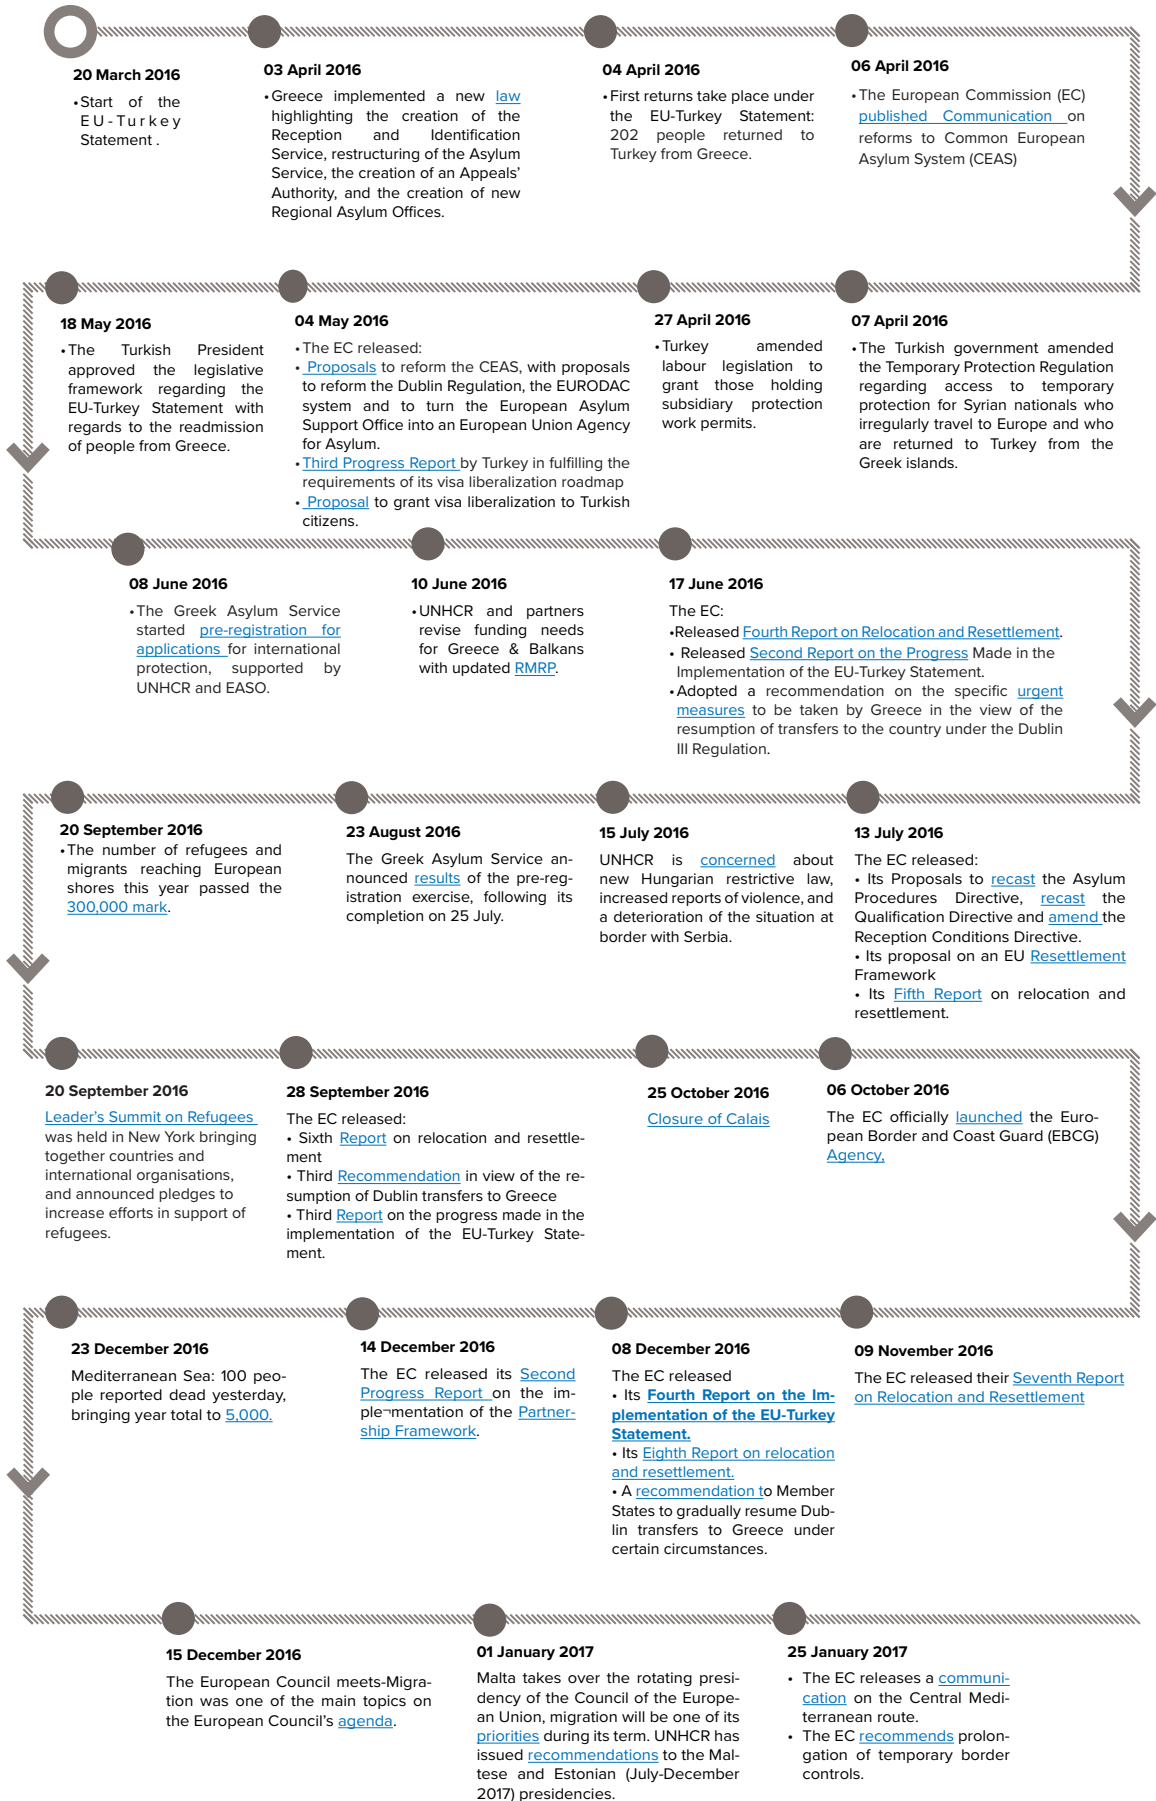 20 March 2016
•Start of the
EU-Turkey
Statement .
03 April 2016
•Greece implemented a new law
highlighting the creation of the
Reception and Identification
Service, restructuring of the Asylum
Service, the creation of an Appeals'
Authority, and the creation of new
Regional Asylum Offices.
04 April 2016
•First returns take place under
the EU-Turkey Statement:
202 people returned to
Turkey from Greece.
06 April 2016
•The European Commission (EC)
published Communication on
reforms to Common European
Asylum System (CEAS)
18 May 2016
•The Turkish President
approved the legislative
framework regarding the
EU-Turkey Statement with
regards to the readmission
of people from Greece.
04 May 2016
•The EC released:
• Proposals to reform the CEAS, with proposals
to reform the Dublin Regulation, the EURODAC
system and to turn the European Asylum
Support Office into an European Union Agency
for Asylum.
•Third Progress Report by Turkey in fulfilling the
requirements of its visa liberalization roadmap
• Proposal to grant visa liberalization to Turkish
citizens.
27 April 2016
•Turkey amended
labour legislation to
grant those holding
subsidiary protection
work permits.
07 April 2016
•The Turkish government amended
the Temporary Protection Regulation
regarding access to temporary
protection for Syrian nationals who
irregularly travel to Europe and who
are returned to Turkey from the
Greek islands.
08 June 2016
•The Greek Asylum Service
started pre-registration for
applications for international
protection, supported by
UNHCR and EASO.
10 June 2016
•UNHCR and partners
revise funding needs
for Greece & Balkans
with updated RMRP.
17 June 2016
The EC:
•Released Fourth Report on Relocation and Resettlement.
• Released Second Report on the Progress Made in the
Implementation of the EU-Turkey Statement.
•Adopted a recommendation on the specific urgent
measures to be taken by Greece in the view of the
resumption of transfers to the country under the Dublin
III Regulation.
20 September 2016
•The number of refugees and
migrants reaching European
shores this year passed the
300,000 mark.
23 August 2016
The Greek Asylum Service an-
nounced results of the pre-reg-
istration exercise, following its
completion on 25 July.
15 July 2016
UNHCR is concerned about
new Hungarian restrictive law,
increased reports of violence, and
a deterioration of the situation at
border with Serbia.
13 July 2016
The EC released:
• Its Proposals to recast the Asylum
Procedures Directive, recast the
Qualification Directive and amend the
Reception Conditions Directive.
• Its proposal on an EU Resettlement
Framework
• Its Fifth Report on relocation and
resettlement.
20 September 2016
Leader's Summit on Refugees
was held in New York bringing
together countries and
international organisations,
and announced pledges to
increase efforts in support of
refugees.
28 September 2016
The EC released:
• Sixth Report on relocation and resettle-
ment
• Third Recommendation in view of the re-
sumption of Dublin transfers to Greece
• Third Report on the progress made in the
implementation of the EU-Turkey State-
ment.
25 October 2016
Closure of Calais
06 October 2016
The EC officially launched the Euro-
pean Border and Coast Guard (EBCG)
Agency,
23 December 2016
Mediterranean Sea: 100 peo-
ple reported dead yesterday,
bringing year total to 5,000.
14 December 2016
The EC released its Second
Progress Report on the im-
ple¬mentation of the Partner-
ship Framework.
08 December 2016
The EC released
• Its Fourth Report on the Im-
plementation of the EU-Turkey
Statement.
• Its Eighth Report on relocation
and resettlement.
• A recommendation to Member
States to gradually resume Dub-
lin transfers to Greece under
certain circumstances.
09 November 2016
The EC released their Seventh Report
on Relocation and Resettlement
15 December 2016
The European Council meets-Migra-
tion was one of the main topics on
the European Council's agenda.
01 January 2017
Malta takes over the rotating presi-
dency of the Council of the Europe-
an Union, migration will be one of its
priorities during its term. UNHCR has
issued recommendations to the Mal-
tese and Estonian (July-December
2017) presidencies.
25 January 2017
• The EC releases a communi-
cation on the Central Medi-
terranean route.
• The EC recommends prolon-
gation of temporary border
controls.